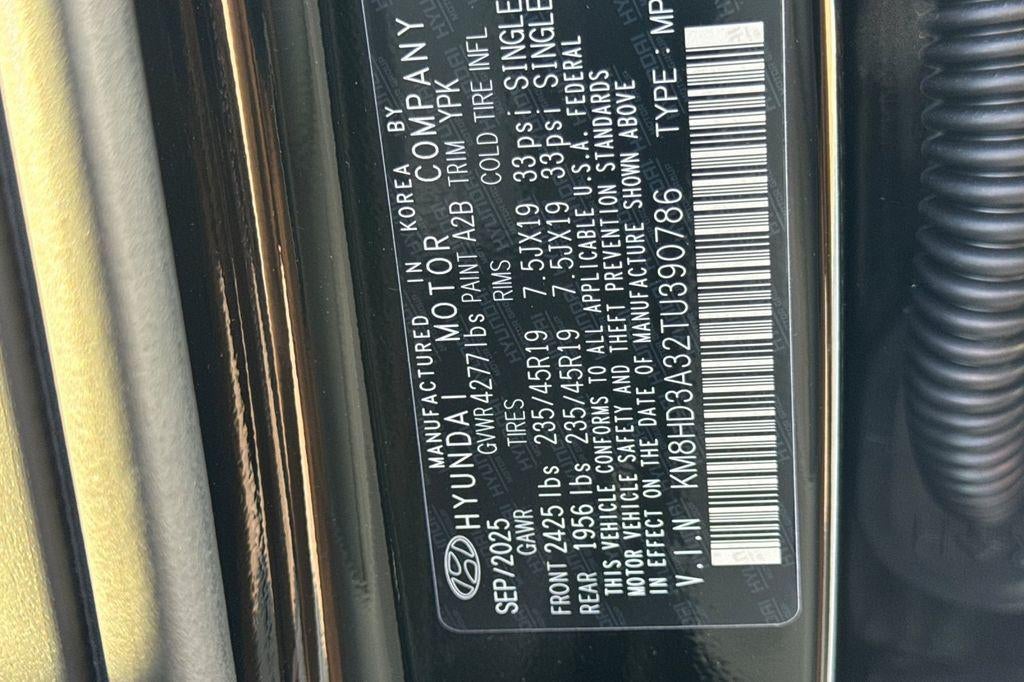 MANUFACTURED IN KOREA BY
HYUNDAI MOTOR COMPANY
SEP/2025 GVWR 4277lbs PAINT A2B TRIM YPK
GAWR TIRES RIMS COLD TIRE INFL
FRONT 2425 lbs 235/45R19 7.5JX19 33psi SINGLE
REAR 1956 lbs 235/45R19 7.5JX19 33psi SINGLE
THIS VEHICLE CONFORMS TO ALL APPLICABLE U.S.A. FEDERAL
MOTOR VEHICLE SAFETY AND THEFT PREVENTION STANDARDS
IN EFFECT ON THE DATE OF MANUFACTURE SHOWN ABOVE
V.I.N KM8HD3A32TU390786 TYPE : MP